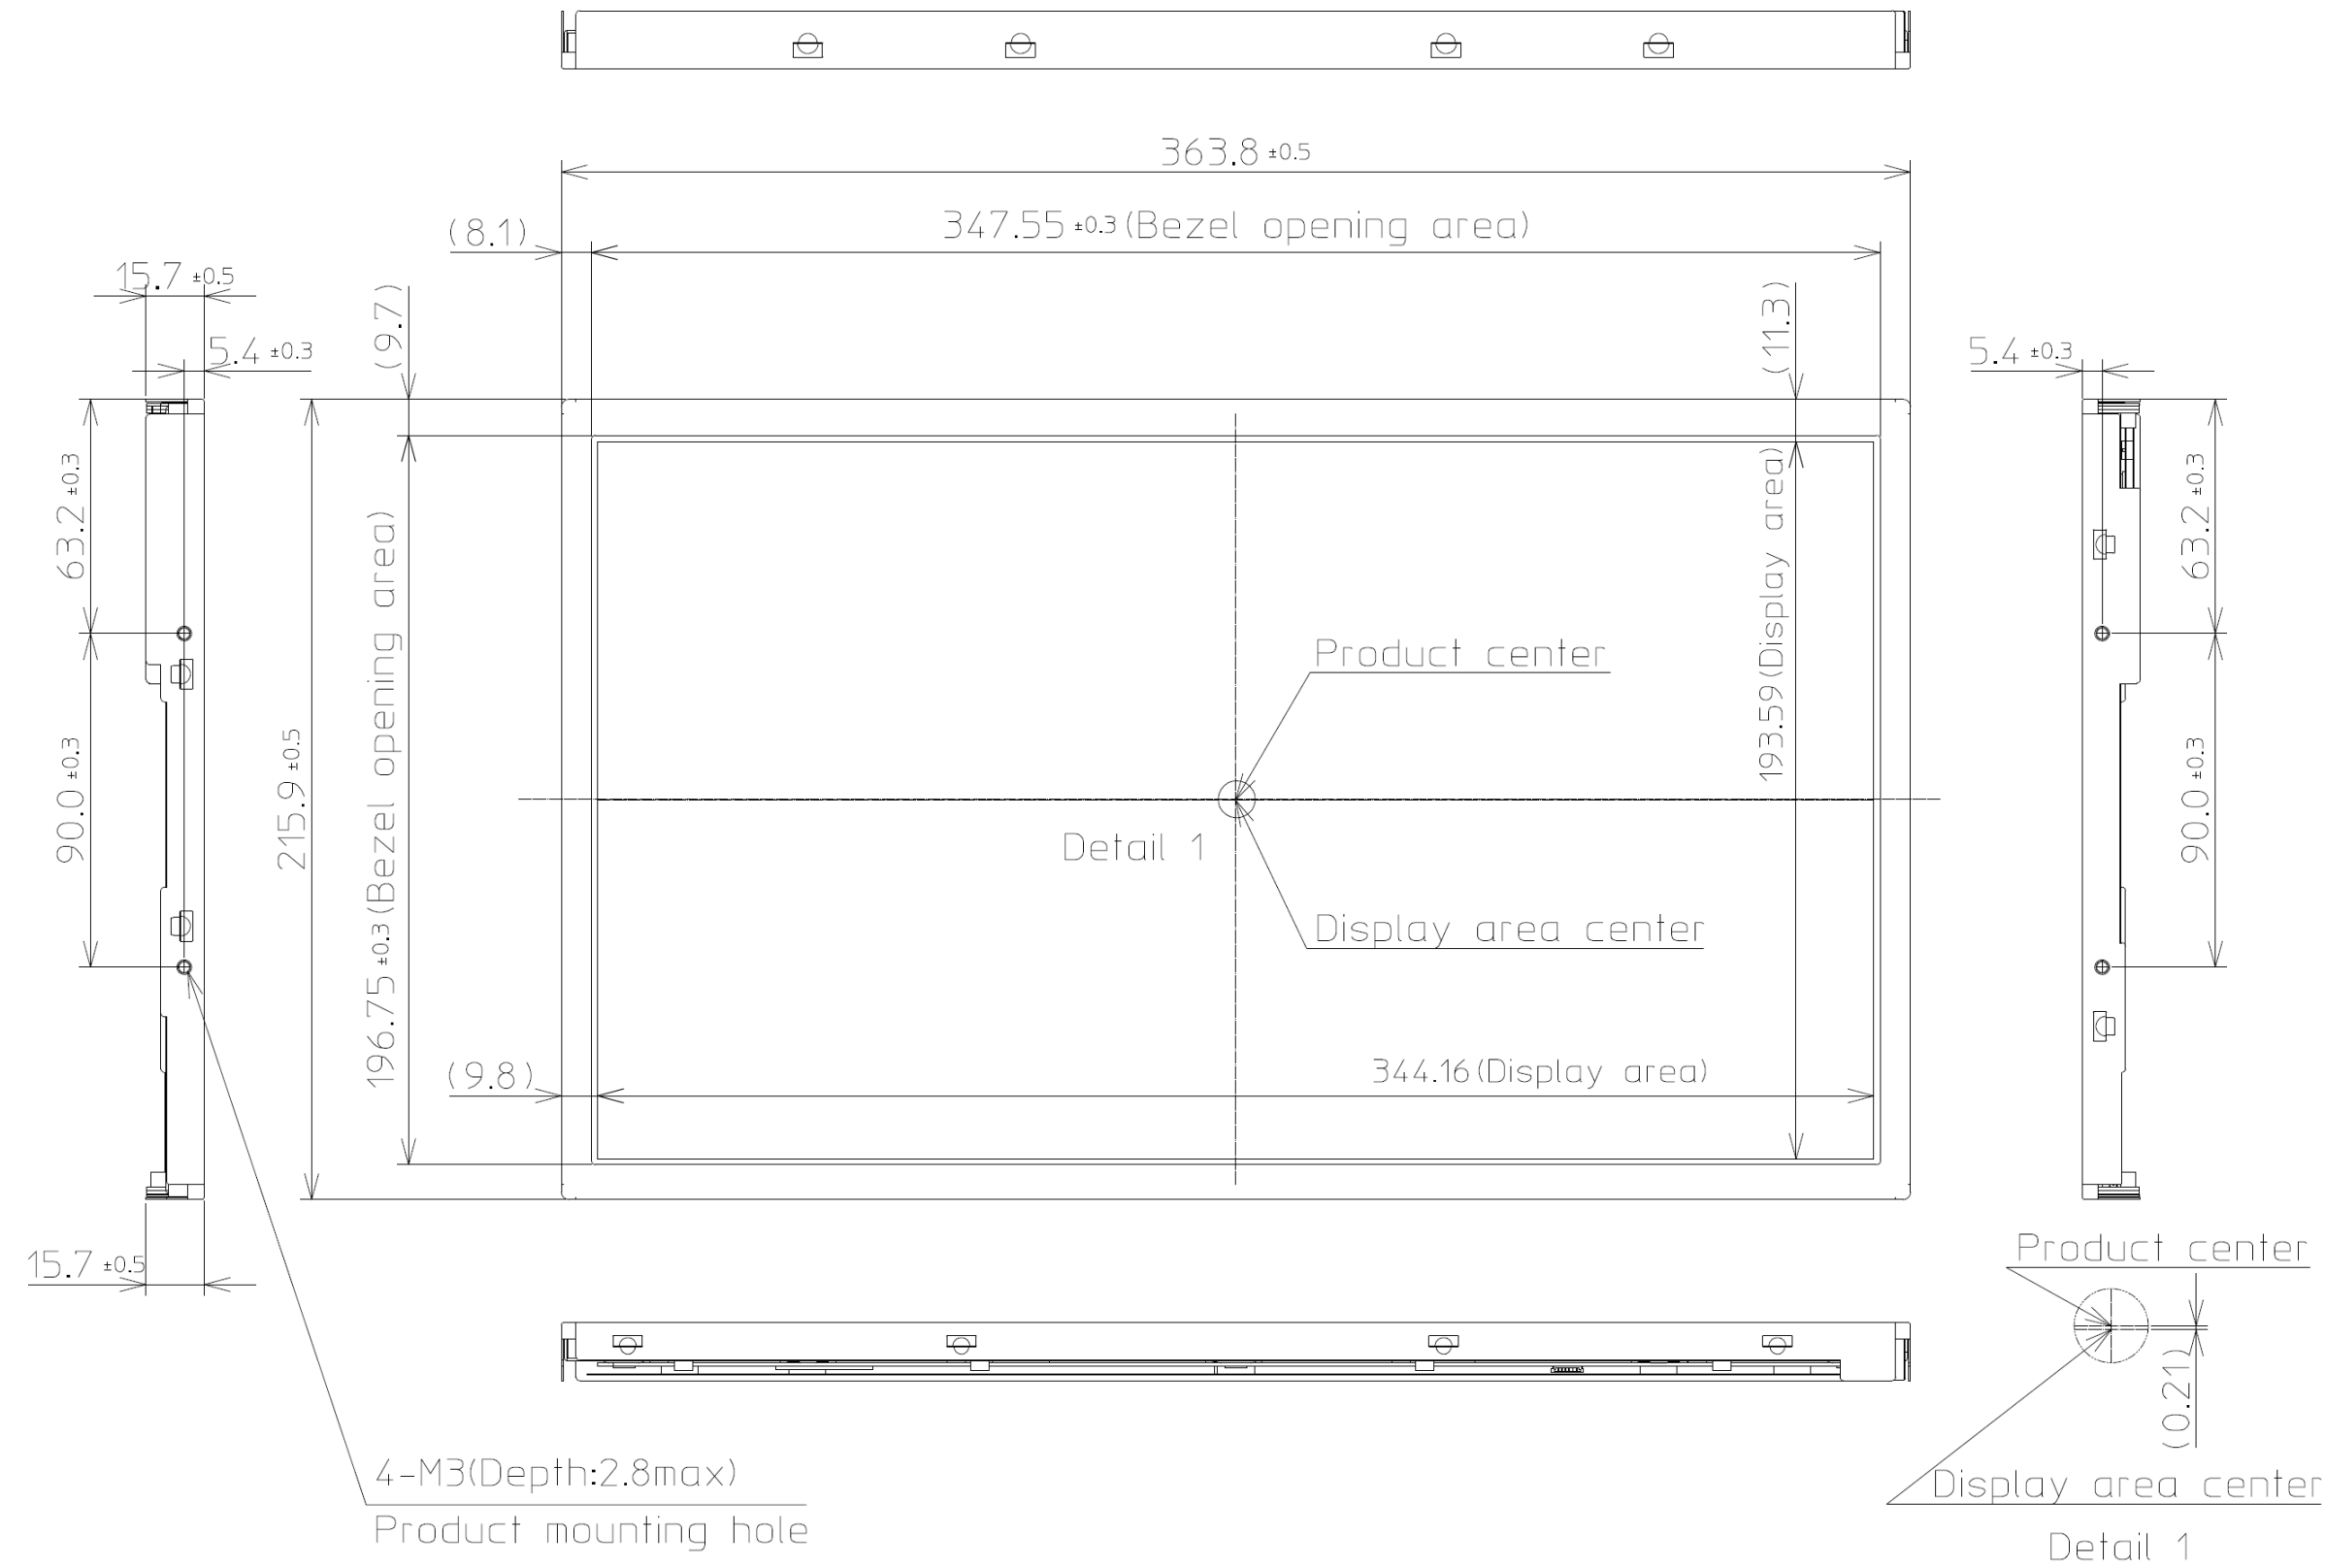 363.8 ±0.5
347.55 ±0.3 (Bezel opening area)
(8.1)
15.7 ±0.5
(9.7)
(11.3)
5.4 ±0.3
5.4 ±0.3
63.2 ±0.3
193.59 (Display area)
63.2 ±0.3
196.75 ±0.3 (Bezel opening area)
Product center
90.0 ±0.3
215.9 ±0.5
90.0 ±0.3
Detail 1
Display area center
(9.8)
344.16 (Display area)
15.7 ±0.5
Product center
(0.21)
4-M3(Depth:2.8max)
Product mounting hole
Display area center
Detail 1